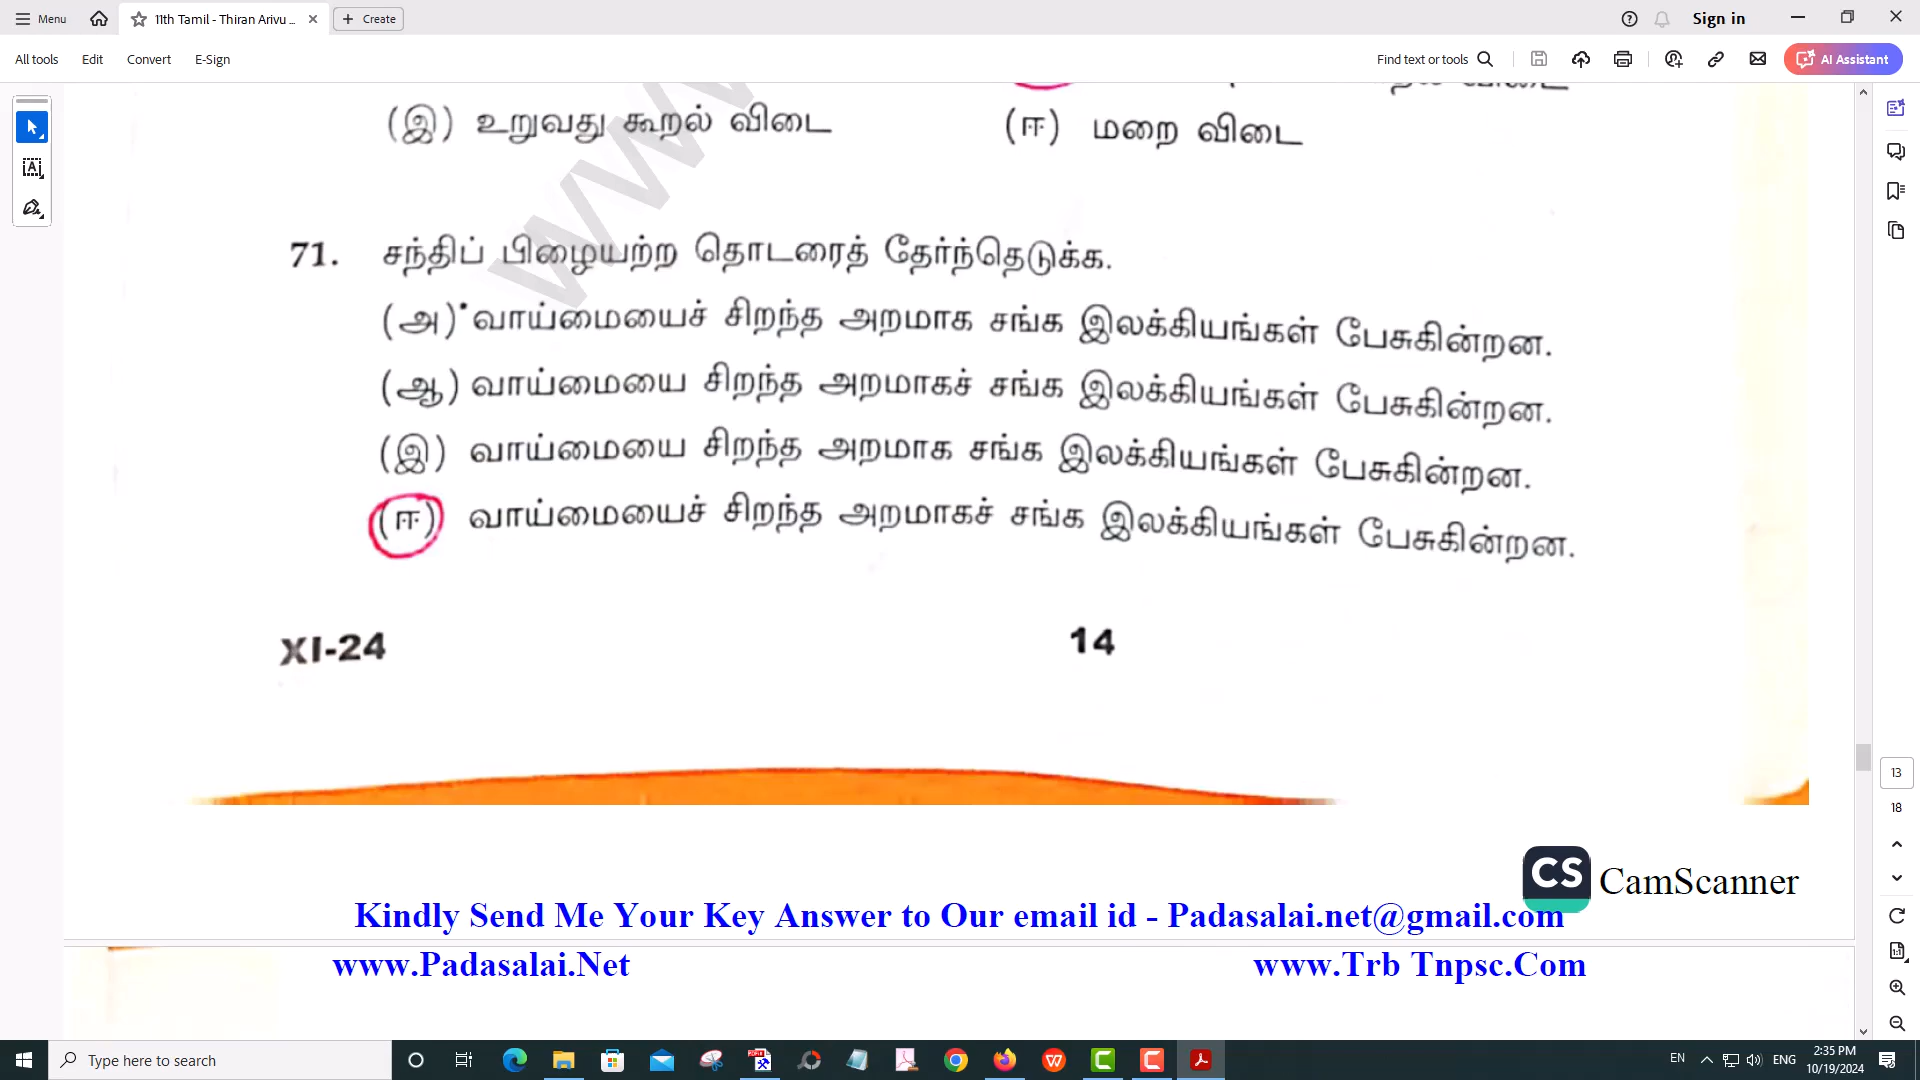 Menu
11th Tamil - Thiran Arivu ...
Create
Sign in
All tools Edit Convert E-Sign
Find text or tools
AI Assistant
விடை
(இ) உறுவது கூறல் விடை (ஈ) மறை விடை
71. சந்திப் பிழையற்ற தொடரைத் தேர்ந்தெடுக்க.
(அ) வாய்மையைச் சிறந்த அறமாக சங்க இலக்கியங்கள் பேசுகின்றன.
(ஆ) வாய்மையை சிறந்த அறமாகச் சங்க இலக்கியங்கள் பேசுகின்றன.
(இ) வாய்மையை சிறந்த அறமாக சங்க இலக்கியங்கள் பேசுகின்றன.
(ஈ) வாய்மையைச் சிறந்த அறமாகச் சங்க இலக்கியங்கள் பேசுகின்றன.
XI-24 14
13
18
CS CamScanner
Kindly Send Me Your Key Answer to Our email id - Padasalai.net@gmail.com
www.Padasalai.Net www.Trb Tnpsc.Com
Type here to search
EN ENG
2:35 PM
10/19/2024